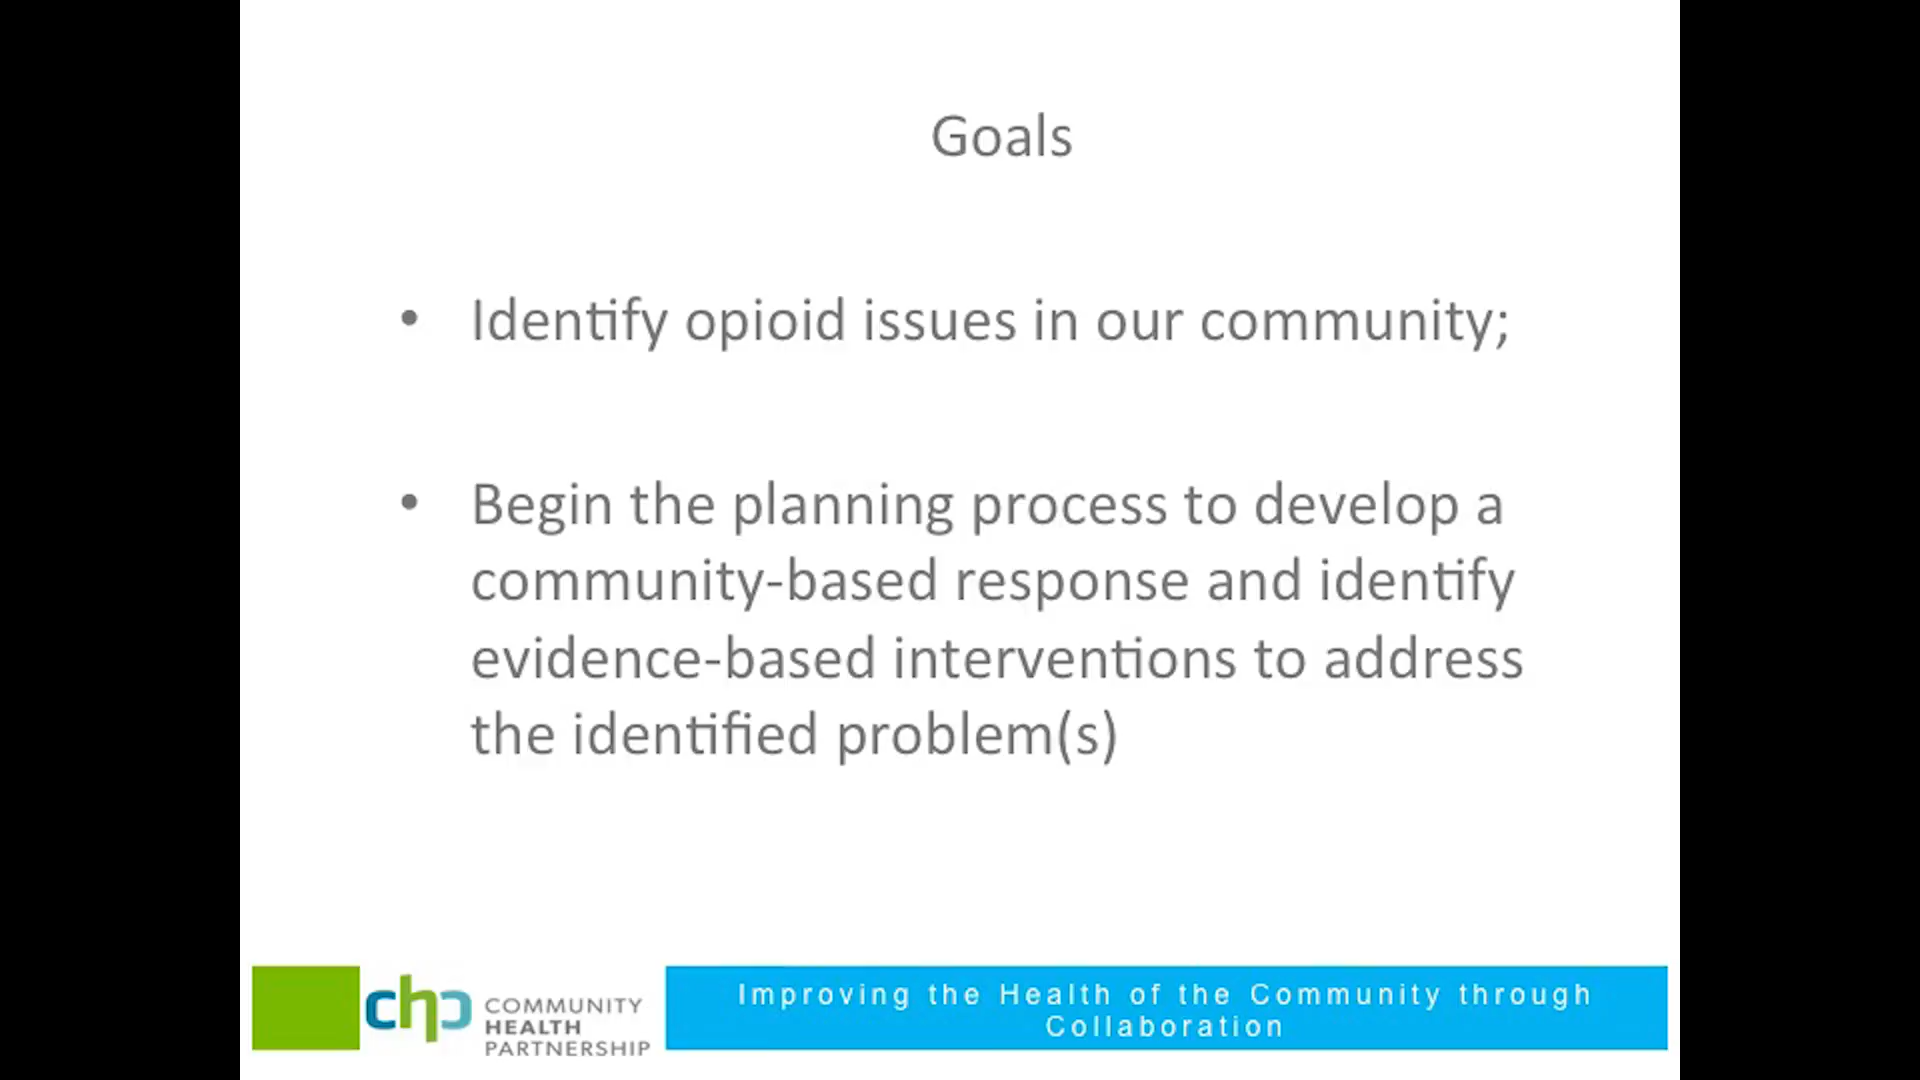 Goals
• Identify opioid issues in our community;
• Begin the planning process to develop a
community-based response and identify
evidence-based interventions to address
the identified problem(s)
chp
COMMUNITY
HEALTH
PARTNERSHIP
Improving the Health of the Community through
Collaboration